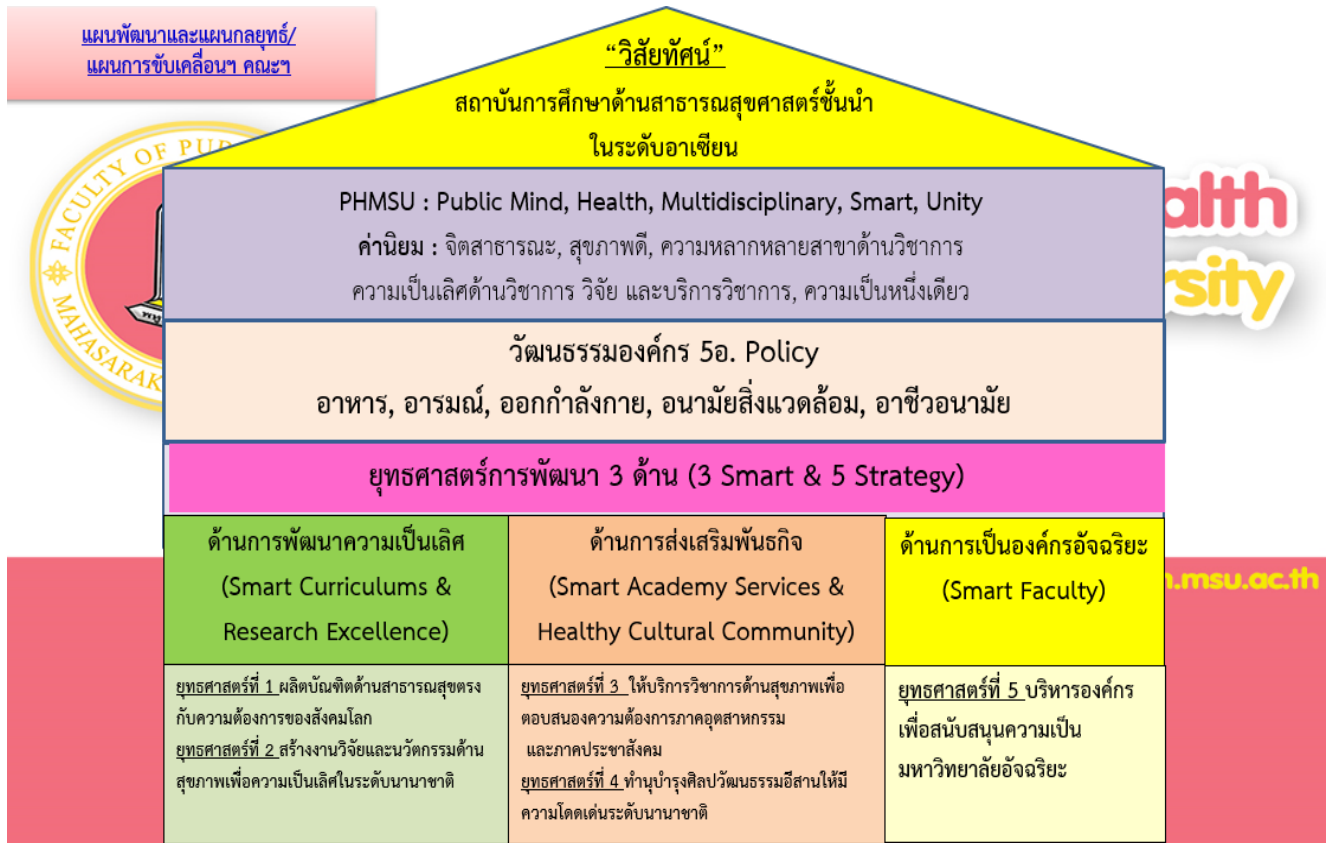 แผนพัฒนาและแผนกลยุทธ์/
แผนการขับเคลื่อนฯ คณะฯ
“วิสัยทัศน์”
สถาบันการศึกษาด้านสาธารณสุขศาสตร์ชั้นนำ
ในระดับอาเซียน
FACULTY OF PU
MAHASARAK
alth
sity
PHMSU : Public Mind, Health, Multidisciplinary, Smart, Unity
ค่านิยม : จิตสาธารณะ, สุขภาพดี, ความหลากหลายสาขาด้านวิชาการ
ความเป็นเลิศด้านวิชาการ วิจัย และบริการวิชาการ, ความเป็นหนึ่งเดียว
วัฒนธรรมองค์กร 5อ. Policy
อาหาร, อารมณ์, ออกกำลังกาย, อนามัยสิ่งแวดล้อม, อาชีวอนามัย
ยุทธศาสตร์การพัฒนา 3 ด้าน (3 Smart & 5 Strategy)
ด้านการพัฒนาความเป็นเลิศ
(Smart Curriculums &
Research Excellence)
ยุทธศาสตร์ที่ 1 ผลิตบัณฑิตด้านสาธารณสุขตรง
กับความต้องการของสังคมโลก
ยุทธศาสตร์ที่ 2 สร้างงานวิจัยและนวัตกรรมด้าน
สุขภาพเพื่อความเป็นเลิศในระดับนานาชาติ
ด้านการส่งเสริมพันธกิจ
(Smart Academy Services &
Healthy Cultural Community)
ยุทธศาสตร์ที่ 3 ให้บริการวิชาการด้านสุขภาพเพื่อ
ตอบสนองความต้องการภาคอุตสาหกรรม
และภาคประชาสังคม
ยุทธศาสตร์ที่ 4 ทำนุบำรุงศิลปวัฒนธรรมอีสานให้มี
ความโดดเด่นระดับนานาชาติ
ด้านการเป็นองค์กรอัจฉริยะ
(Smart Faculty)
ยุทธศาสตร์ที่ 5 บริหารองค์กร
เพื่อสนับสนุนความเป็น
มหาวิทยาลัยอัจฉริยะ
.msu.ac.th